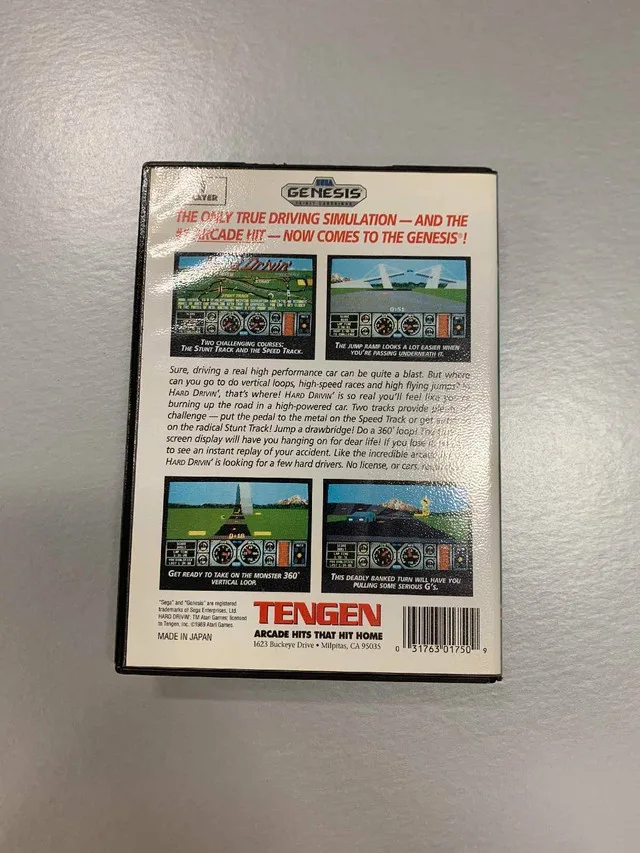 SEGA
GENESIS
THE ONLY TRUE DRIVING SIMULATION — AND THE
ARCADE HIT — NOW COMES TO THE GENESIS®!
STUNT TRACK
START
TWO CHALLENGING COURSES:
THE STUNT TRACK AND THE SPEED TRACK.
0:55
THE JUMP RAMP LOOKS A LOT EASIER WHEN
YOU'RE PASSING UNDERNEATH IT.
Sure, driving a real high performance car can be quite a blast. But where
can you go to do vertical loops, high-speed races and high flying jumps?
HARD DRIVIN', that's where! HARD DRIVIN' is so real you'll feel like
burning up the road in a high-powered car. Two tracks provide
challenge — put the pedal to the metal on the Speed Track or get
on the radical Stunt Track! Jump a drawbridge! Do a 360° loop!
screen display will have you hanging on for dear life! If you lose
to see an instant replay of your accident. Like the incredible arcade
HARD DRIVIN' is looking for a few hard drivers. No license, or cars,
GET READY TO TAKE ON THE MONSTER 360°
VERTICAL LOOP.
THIS DEADLY BANKED TURN WILL HAVE YOU
PULLING SOME SERIOUS G'S.
"Sega" and "Genesis" are registered
trademarks of Sega Enterprises, Ltd.
HARD DRIVIN': TM Atari Games; licensed
to Tengen, Inc. ©1989 Atari Games
MADE IN JAPAN
TENGEN
ARCADE HITS THAT HIT HOME
1623 Buckeye Drive • Milpitas, CA 95035
0 31763 01750 9